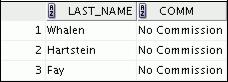 LAST_NAME COMM
1 Whalen No Commission
2 Hartstein No Commission
3 Fay No Commission